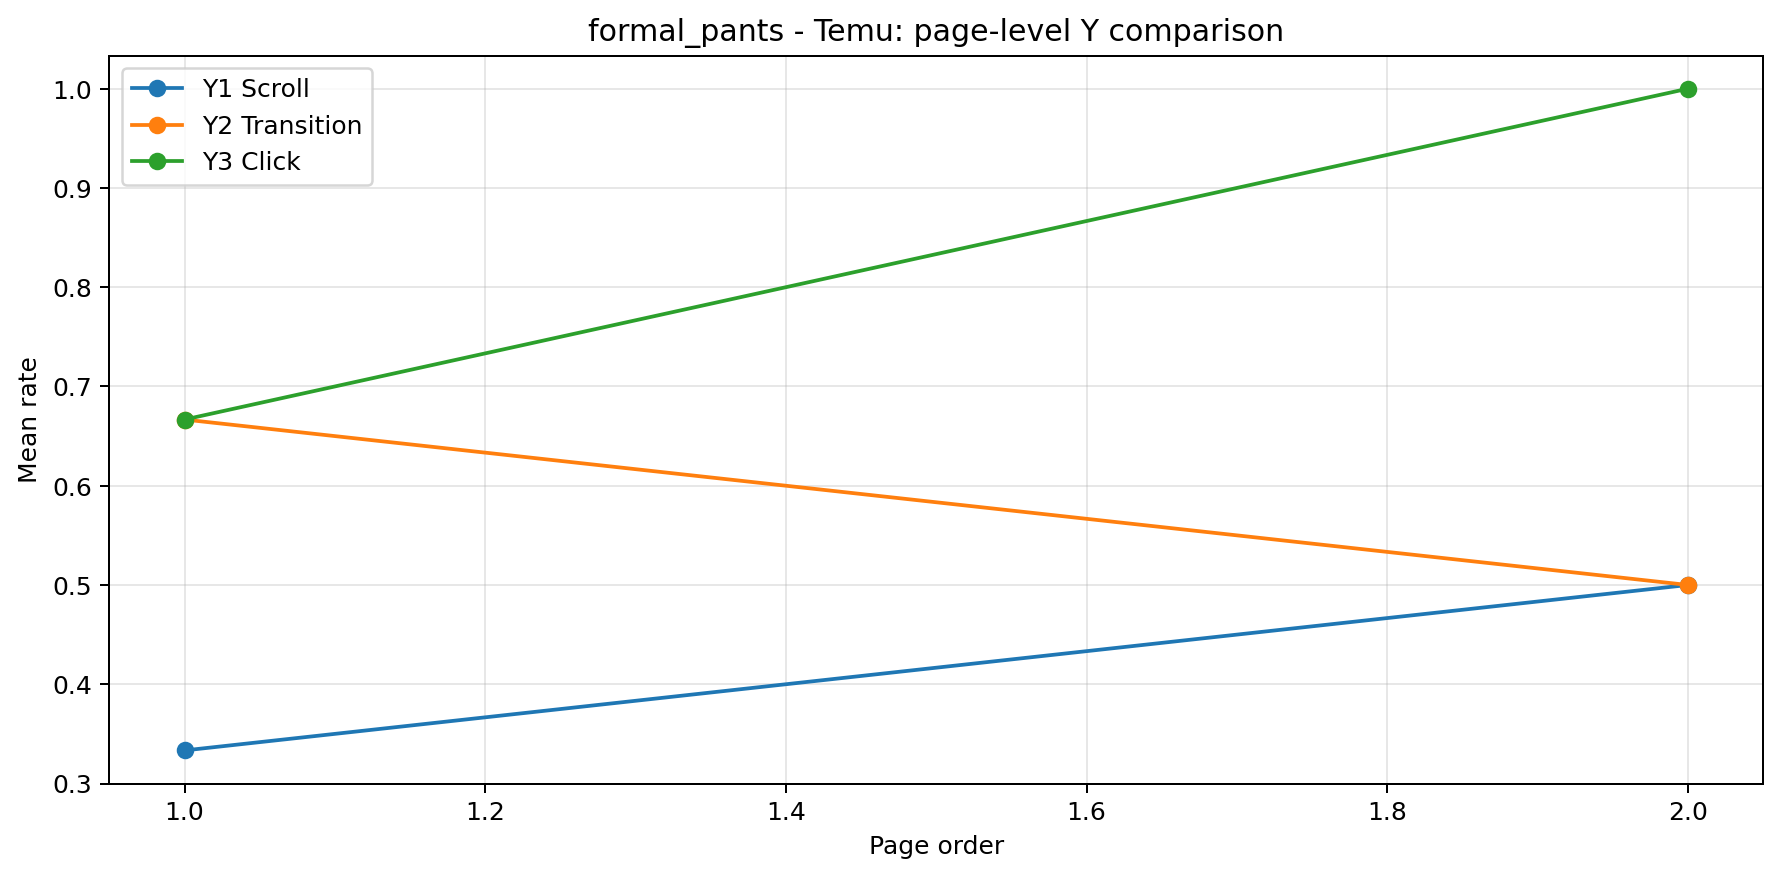 formal_pants - Temu: page-level Y comparison
Y1 Scroll
Y2 Transition
Y3 Click
Mean rate
1.0
0.9
0.8
0.7
0.6
0.5
0.4
0.3
1.0 1.2 1.4 1.6 1.8 2.0
Page order